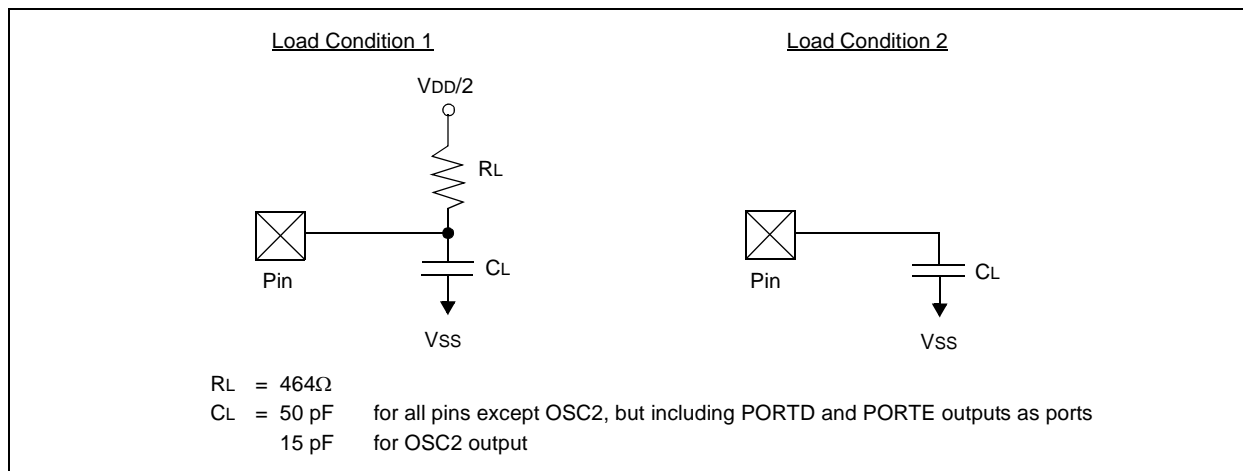 Load Condition 1
Load Condition 2
VDD/2
RL
Pin
CL
VSS
Pin
CL
VSS
RL = 464Ω
CL = 50 pF for all pins except OSC2, but including PORTD and PORTE outputs as ports
15 pF for OSC2 output